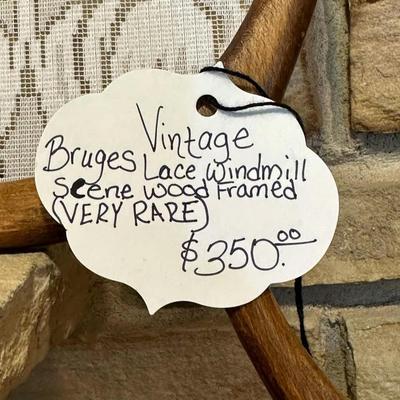 Vintage
Bruges Lace Windmill
Scene Wood Framed
(VERY RARE)
$350.00